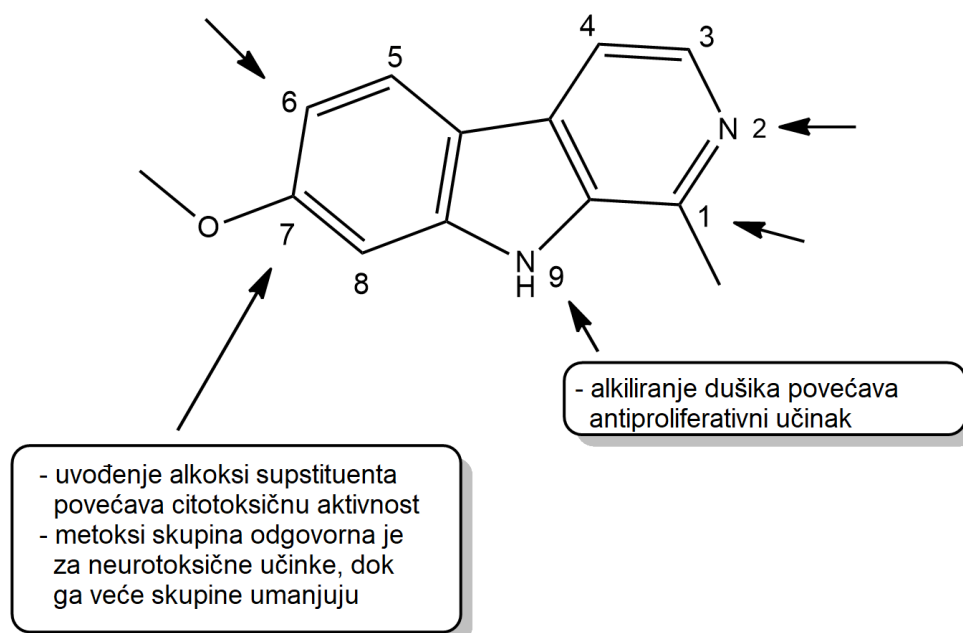 4
3
5
6
N
2
1
7
O
8
N
H
9
- alkiliranje dušika povećava
antiproliferativni učinak
- uvođenje alkoksi supstituenta
povećava citotoksičnu aktivnost
- metoksi skupina odgovorna je
za neurotoksične učinke, dok
ga veće skupine umanjuju